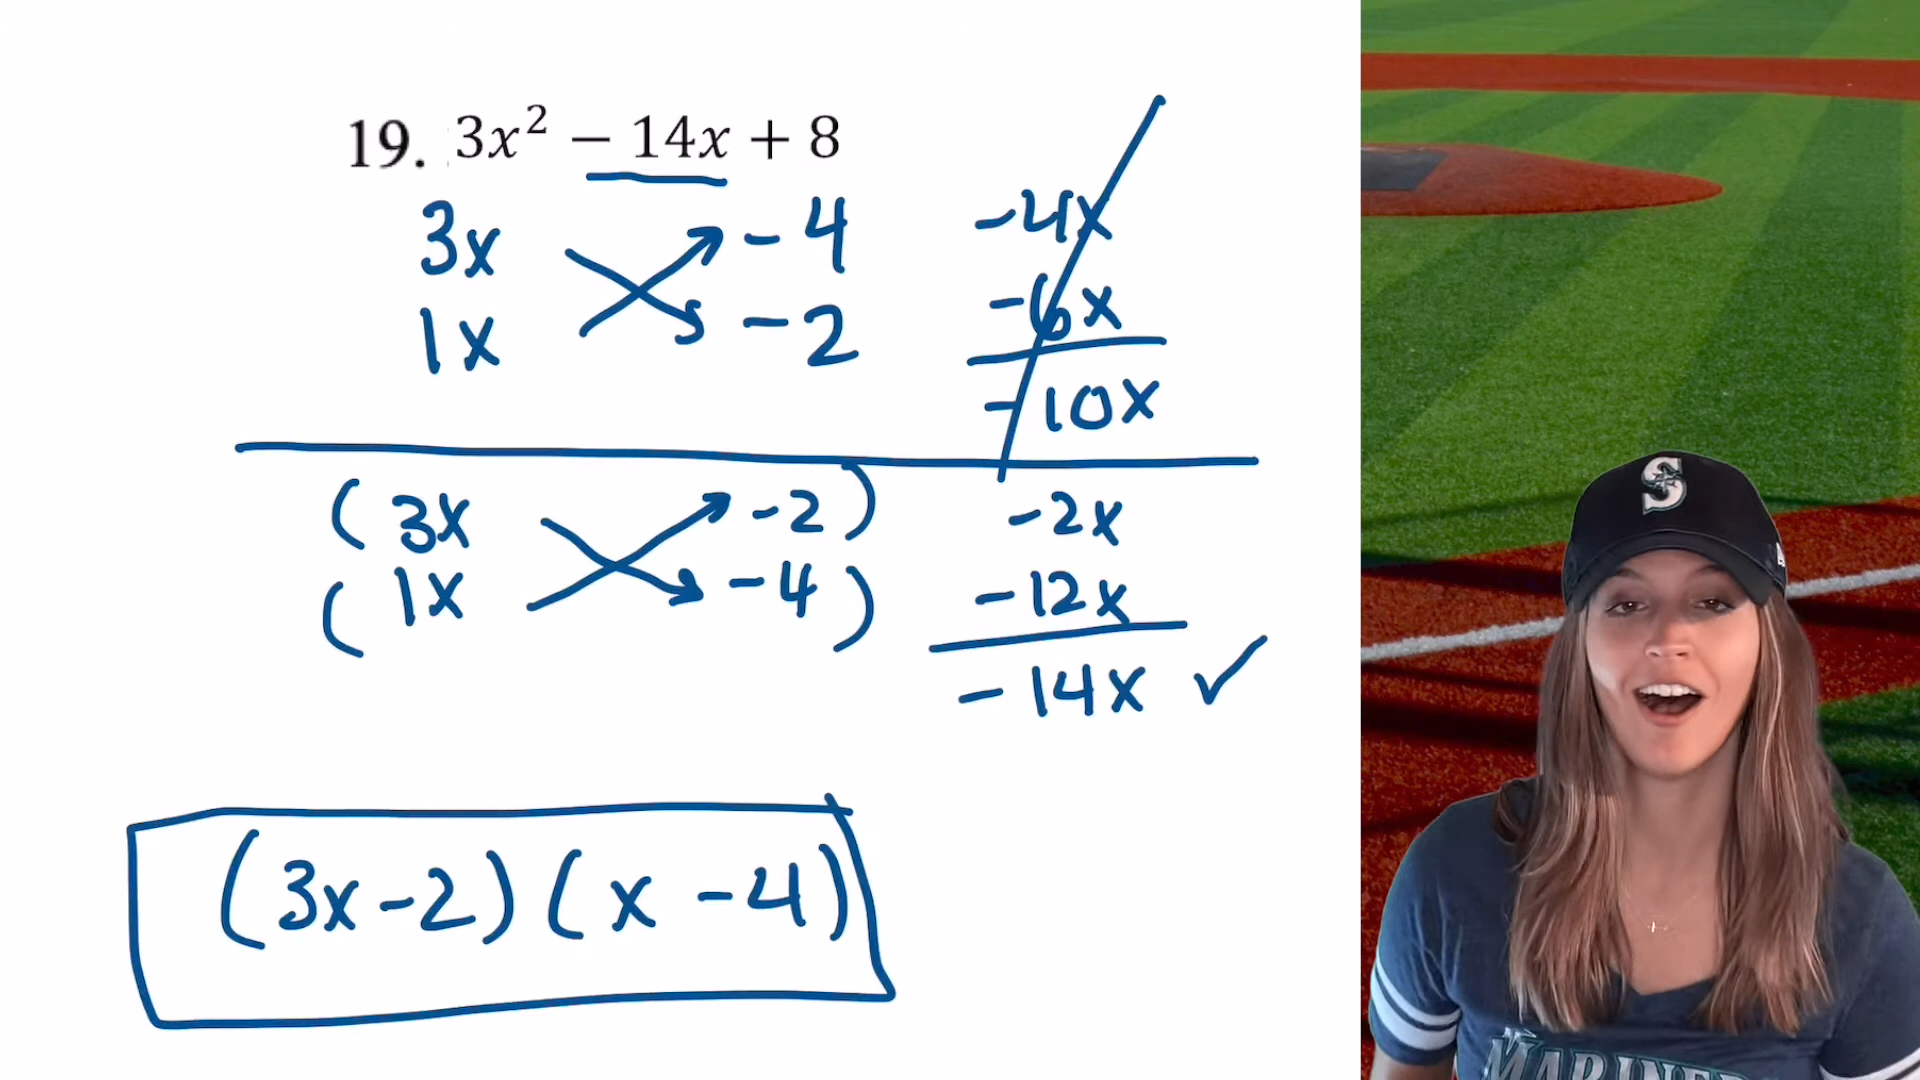 19. 3x² − 14x + 8
3x -4 -4x
1x -2 -6x
-10x
(3x -2) -2x
(1x -4) -12x
-14x ✓
(3x-2)(x-4)
S
MARINER